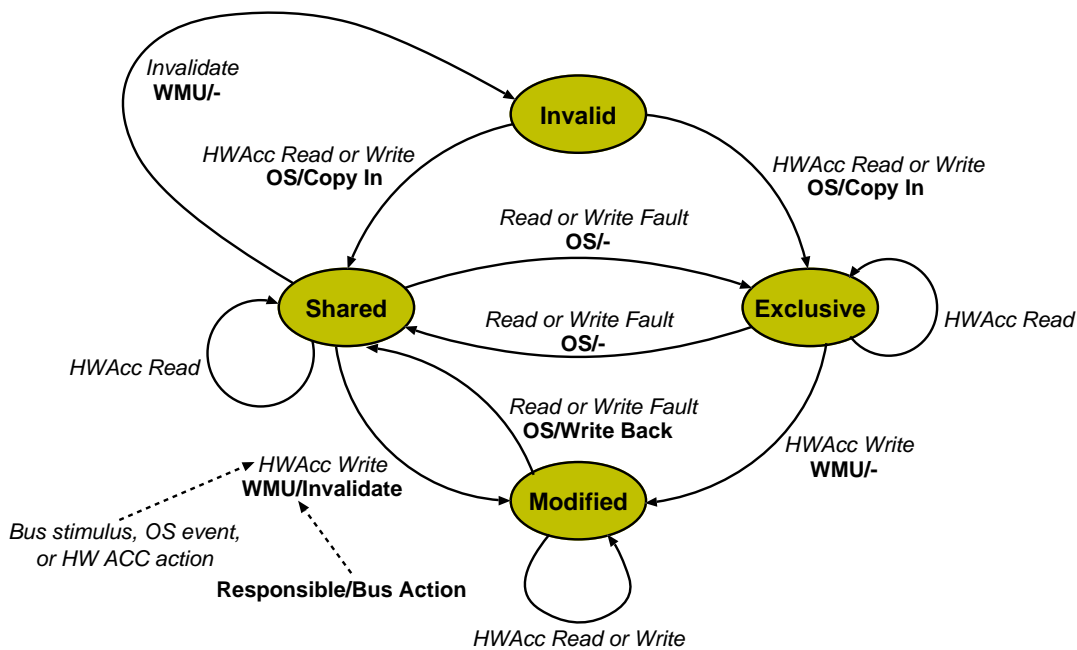 Invalidate
WMU/-
Invalid
HWAcc Read or Write
OS/Copy In
HWAcc Read or Write
OS/Copy In
Read or Write Fault
OS/-
Shared
Exclusive
Read or Write Fault
OS/-
HWAcc Read
HWAcc Read
Read or Write Fault
OS/Write Back
HWAcc Write
WMU/-
HWAcc Write
WMU/Invalidate
Modified
Bus stimulus, OS event,
or HW ACC action
Responsible/Bus Action
HWAcc Read or Write